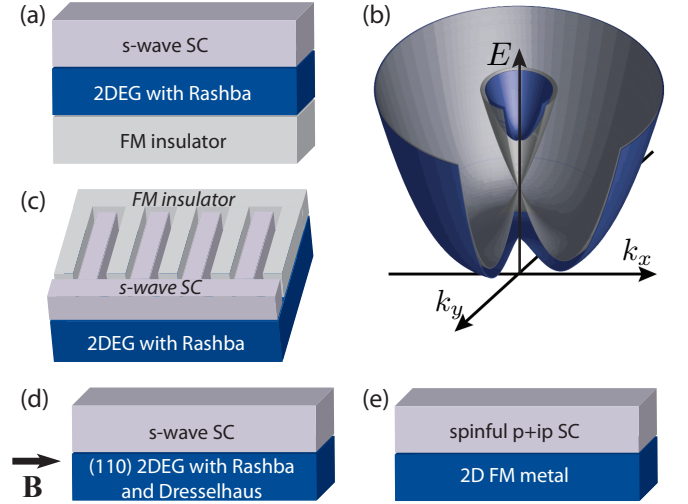 (a)
s-wave SC
2DEG with Rashba
FM insulator
(b)
E
k_x
k_y
(c)
FM insulator
s-wave SC
2DEG with Rashba
(d)
s-wave SC
B
(110) 2DEG with Rashba
and Dresselhaus
(e)
spinful p+ip SC
2D FM metal